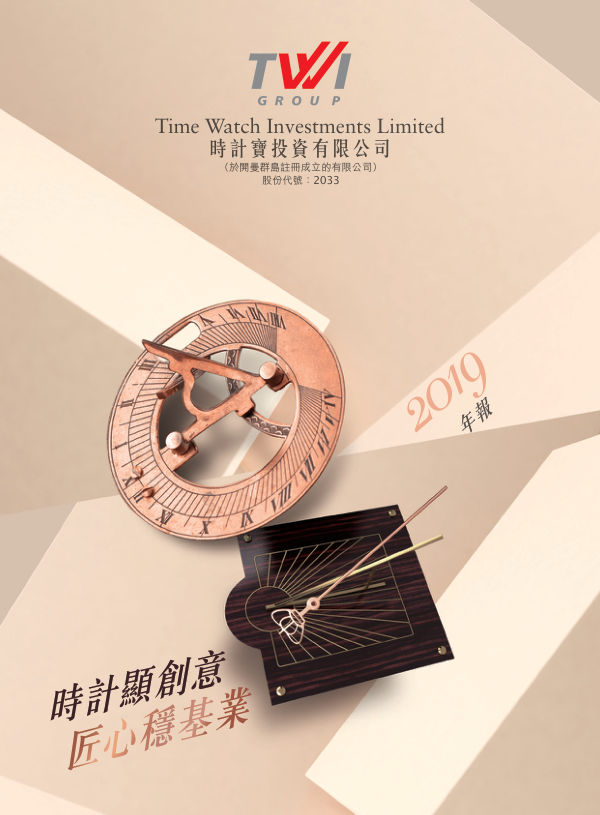 TWI
GROUP
Time Watch Investments Limited
時計寶投資有限公司
（於開曼群島註冊成立的有限公司）
股份代號：2033
2019
年報
時計顯創意
匠心穩基業